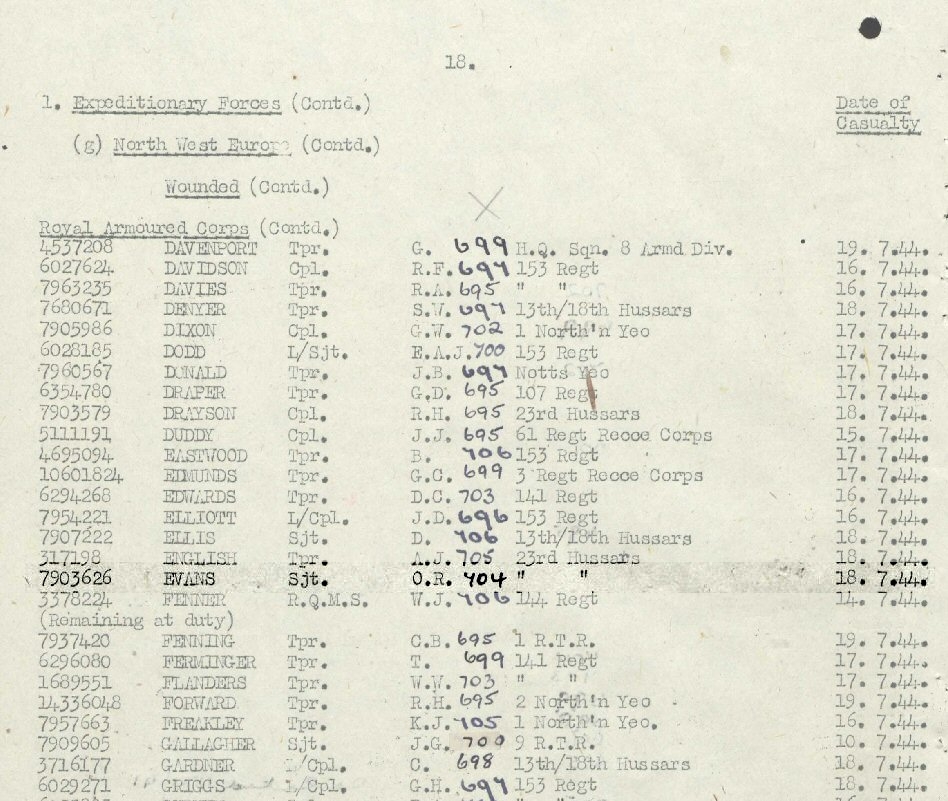 18.
1. Expeditionary Forces (Contd.) Date of
Casualty
(g) North West Europe (Contd.)
Wounded (Contd.)
Royal Armoured Corps (Contd.)
4537208 DAVENPORT Tpr. G. 699 H.Q. Sqn. 8 Armd Div. 19. 7.44.
6027624 DAVIDSON Cpl. R.F. 697 153 Regt 16. 7.44.
7963235 DAVIES Tpr. R.A. 695 " " 16. 7.44.
7680671 DENYER Tpr. S.W. 697 13th/18th Hussars 18. 7.44.
7905986 DIXON Cpl. G.W. 702 1 North'n Yeo 17. 7.44.
6028185 DODD L/Sjt. E.A.J. 700 153 Regt 17. 7.44.
7960567 DONALD Tpr. J.B. 697 Notts Yeo 17. 7.44.
6354780 DRAPER Tpr. G.D. 695 107 Regt 17. 7.44.
7903579 DRAYSON Cpl. R.H. 695 23rd Hussars 18. 7.44.
5111191 DUDDY Cpl. J.J. 695 61 Regt Recce Corps 15. 7.44.
4695094 EASTWOOD Tpr. B. 706 153 Regt 17. 7.44.
10601824 EDMUNDS Tpr. G.C. 699 3 Regt Recce Corps 17. 7.44.
6294268 EDWARDS Tpr. D.C. 703 141 Regt 16. 7.44.
7954221 ELLIOTT L/Cpl. J.D. 696 153 Regt 16. 7.44.
7907222 ELLIS Sjt. D. 706 13th/18th Hussars 18. 7.44.
317198 ENGLISH Tpr. A.J. 705 23rd Hussars 18. 7.44.
7903626 EVANS Sjt. O.R. 704 " " 18. 7.44.
3378224 FENNER R.Q.M.S. W.J. 706 144 Regt 14. 7.44.
(Remaining at duty)
7937420 FENNING Tpr. C.B. 695 1 R.T.R. 19. 7.44.
6296080 FERMINGER Tpr. T. 699 141 Regt 17. 7.44.
1689551 FLANDERS Tpr. W.W. 703 " " 17. 7.44.
14336048 FORWARD Tpr. R.H. 695 2 North'n Yeo 19. 7.44.
7957663 FREAKLEY Tpr. K.J. 705 1 North'n Yeo. 16. 7.44.
7909605 GALLAGHER Sjt. J.G. 700 9 R.T.R. 10. 7.44.
3716177 GARDNER L/Cpl. C. 698 13th/18th Hussars 18. 7.44.
6029271 GRIGGS L/Cpl. G.H. 697 153 Regt 18. 7.44.